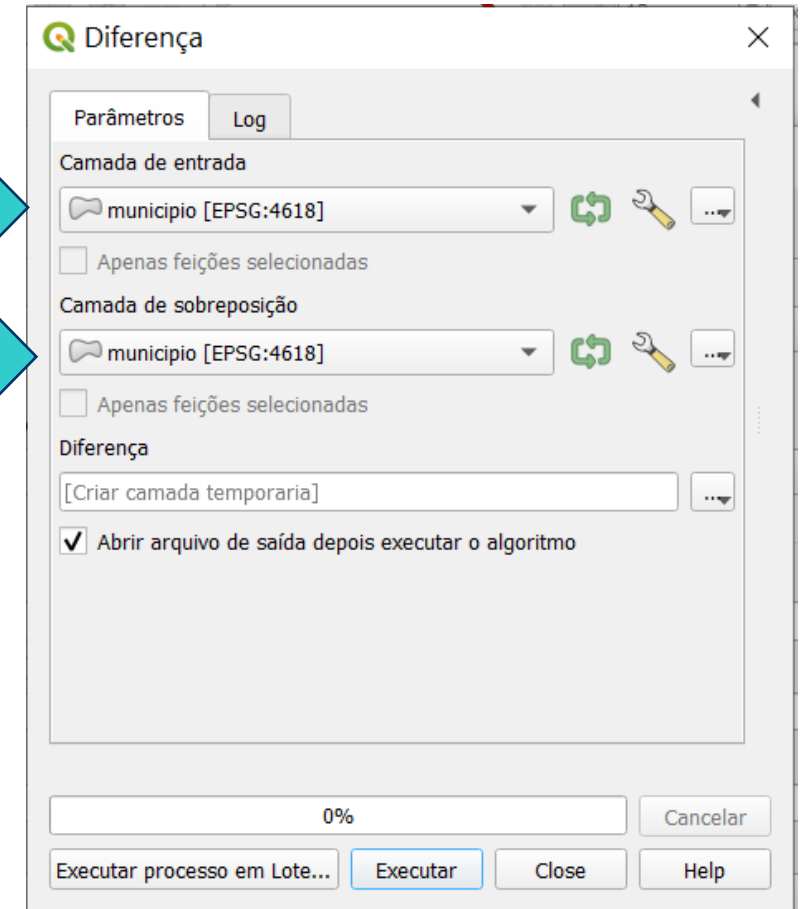 Diferença
Parâmetros
Log
Camada de entrada
municipio [EPSG:4618]
...
Apenas feições selecionadas
Camada de sobreposição
municipio [EPSG:4618]
...
Apenas feições selecionadas
Diferença
[Criar camada temporaria]
...
Abrir arquivo de saída depois executar o algoritmo
0%
Cancelar
Executar processo em Lote...
Executar
Close
Help